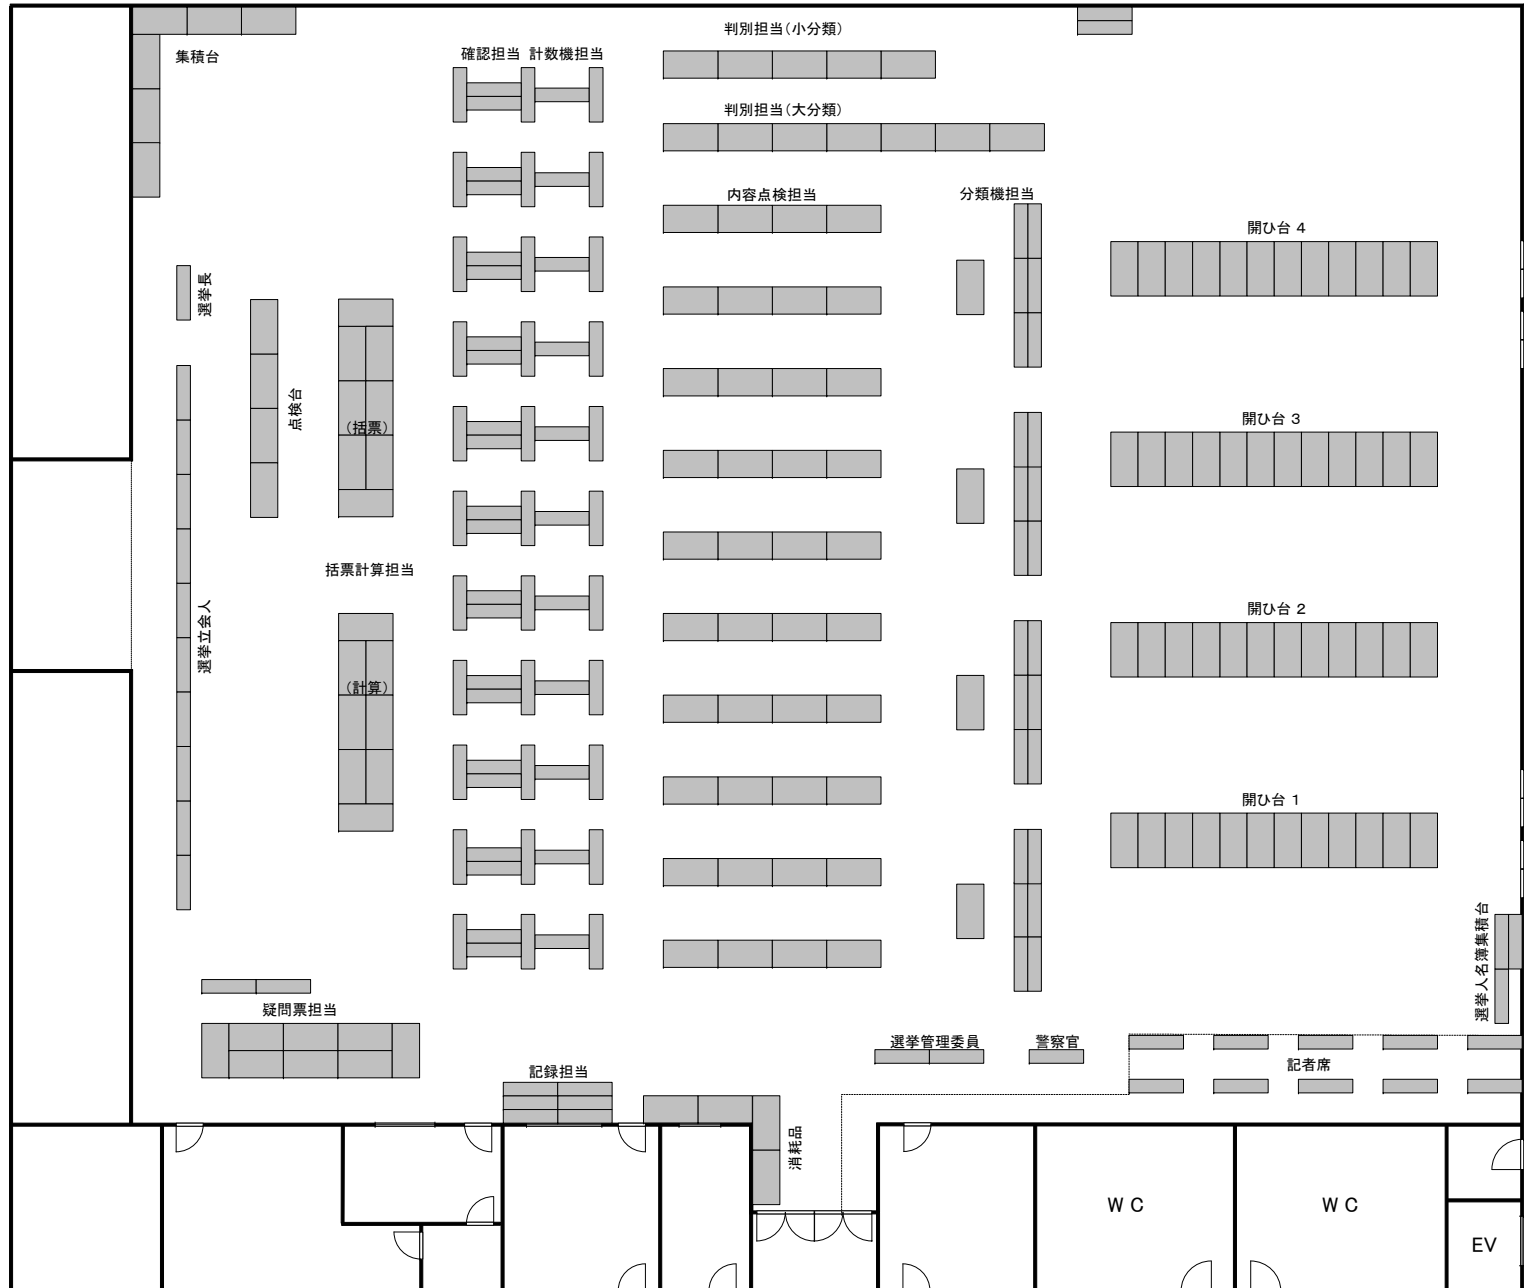 判別担当(小分類)
集積台
確認担当 計数機担当
判別担当(大分類)
内容点検担当
分類機担当
開ひ台 4
選挙長
点検台
(括票)
開ひ台 3
括票計算担当
選挙立会人
開ひ台 2
(計算)
開ひ台 1
選挙人名簿集積台
疑問票担当
選挙管理委員
警察官
記者席
記録担当
消耗品
WC
WC
EV